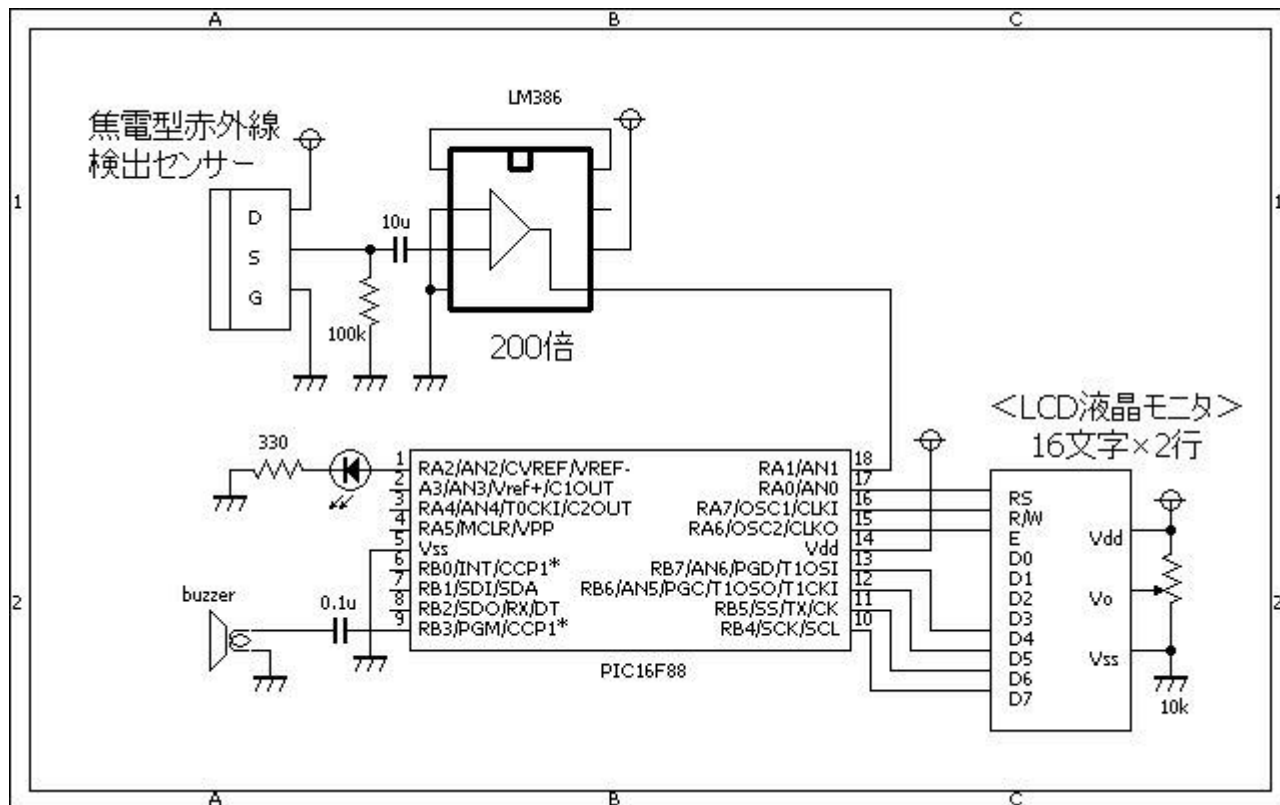 A B C
LM386
焦電型赤外線
検出センサー
1 1
D
10u
S
G
100k
200倍
<LCD液晶モニタ>
16文字×2行
330
1 RA2/AN2/CVREF/VREF- RA1/AN1 18
2 A3/AN3/Vref+/C1OUT RA0/AN0 17
3 RA4/AN4/T0CKI/C2OUT RA7/OSC1/CLKI 16
4 RA5/MCLR/VPP RA6/OSC2/CLKO 15
5 Vss Vdd 14
6 RB0/INT/CCP1* RB7/AN6/PGD/T1OSI 13
7 RB1/SDI/SDA RB6/AN5/PGC/T1OSO/T1CKI 12
8 RB2/SDO/RX/DT RB5/SS/TX/CK 11
9 RB3/PGM/CCP1* RB4/SCK/SCL 10
PIC16F88
buzzer
0.1u
2 2
RS
R/W
E Vdd
D0
D1
D2 Vo
D3
D4
D5 Vss
D6
D7
10k
A B C